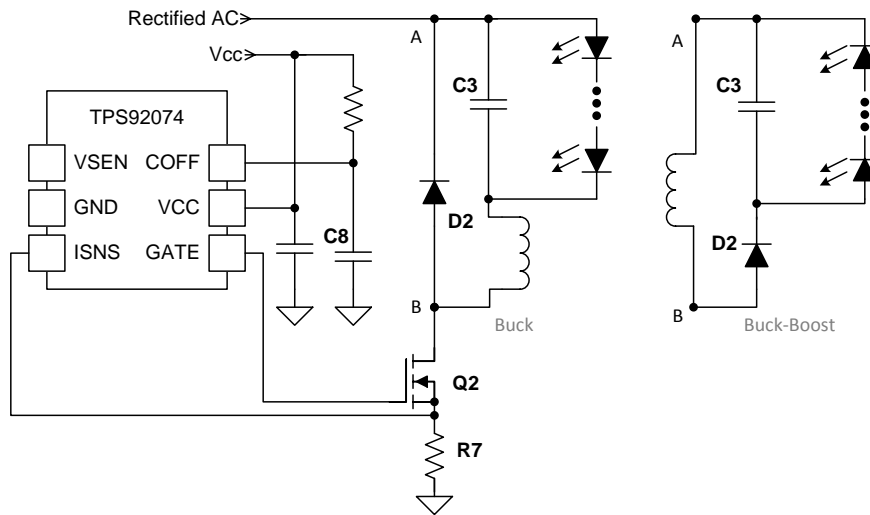 Rectified AC
Vcc
TPS92074
VSEN COFF
GND VCC
ISNS GATE
C8
A
C3
D2
B
Buck
Q2
R7
A
C3
D2
B
Buck-Boost